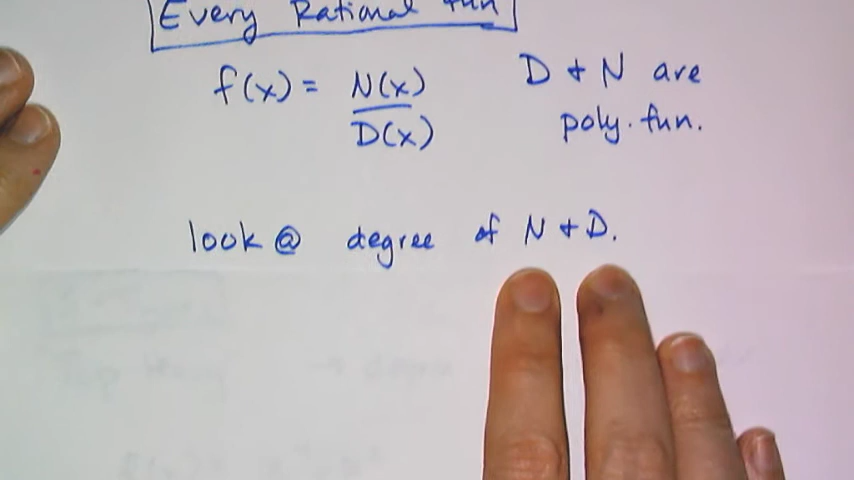 Every Rational fun
f(x) = N(x) / D(x)
D + N are
poly. fun.
look @ degree of N + D.